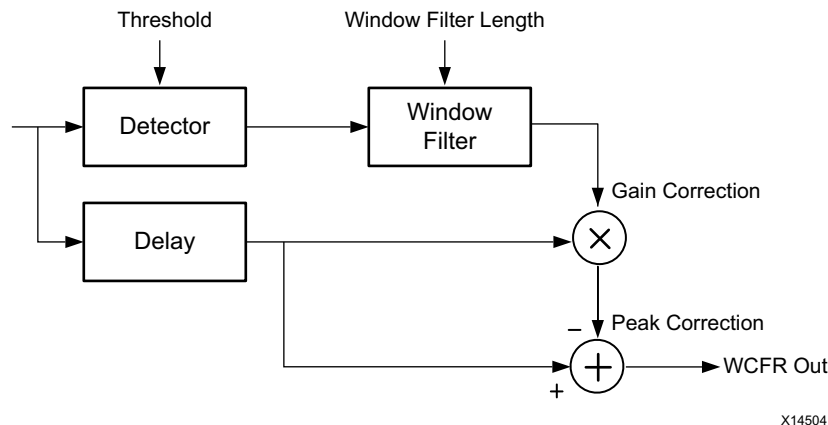 Threshold
Window Filter Length
Detector
Window
Filter
Gain Correction
Delay
×
− Peak Correction
+
WCFR Out
+
X14504